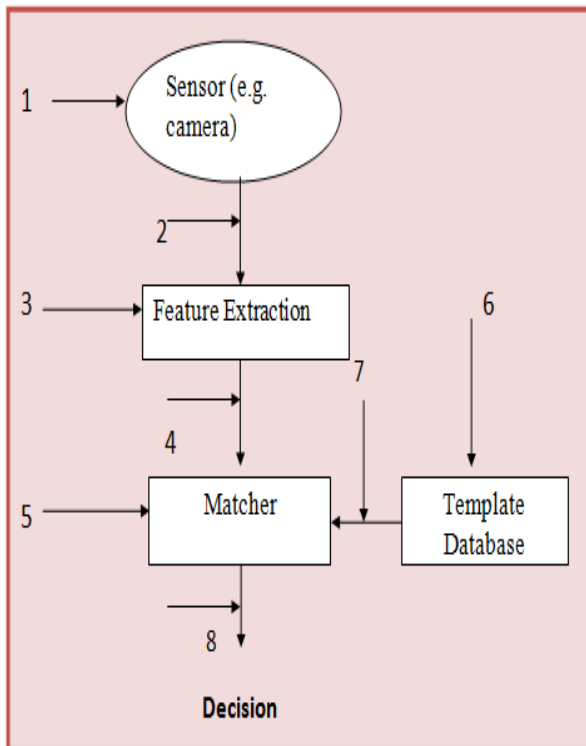 Sensor (e.g.
camera)
1
2
3
Feature Extraction
6
7
4
5
Matcher
Template
Database
8
Decision